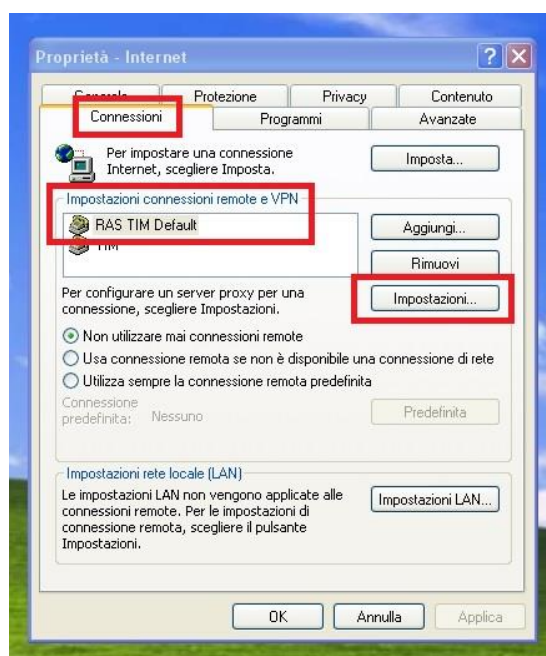 Proprietà - Internet
Generale Protezione Privacy Contenuto
Connessioni Programmi Avanzate
Per impostare una connessione
Internet, scegliere Imposta.
Imposta...
Impostazioni connessioni remote e VPN
RAS TIM Default
TIM
Aggiungi...
Rimuovi
Per configurare un server proxy per una
connessione, scegliere Impostazioni.
Impostazioni...
Non utilizzare mai connessioni remote
Usa connessione remota se non è disponibile una connessione di rete
Utilizza sempre la connessione remota predefinita
Connessione
predefinita: Nessuno
Predefinita
Impostazioni rete locale (LAN)
Le impostazioni LAN non vengono applicate alle
connessioni remote. Per le impostazioni di
connessione remota, scegliere il pulsante
Impostazioni.
Impostazioni LAN...
OK Annulla Applica